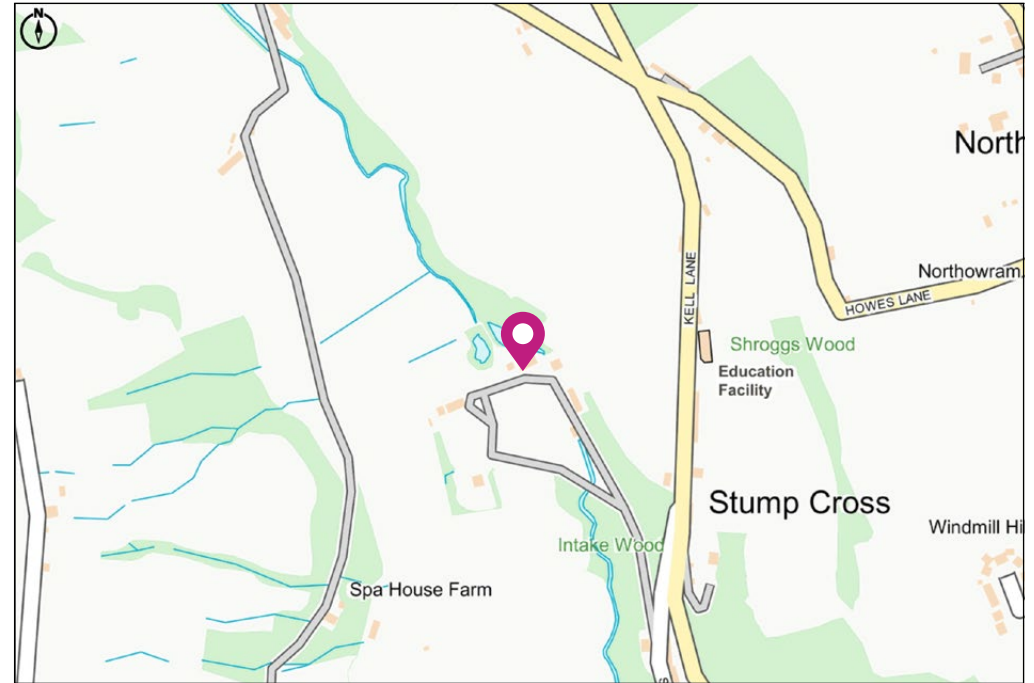 N
North
Northowram
KELL LANE
HOWES LANE
Shroggs Wood
Education
Facility
Stump Cross
Windmill Hi
Intake Wood
Spa House Farm
S